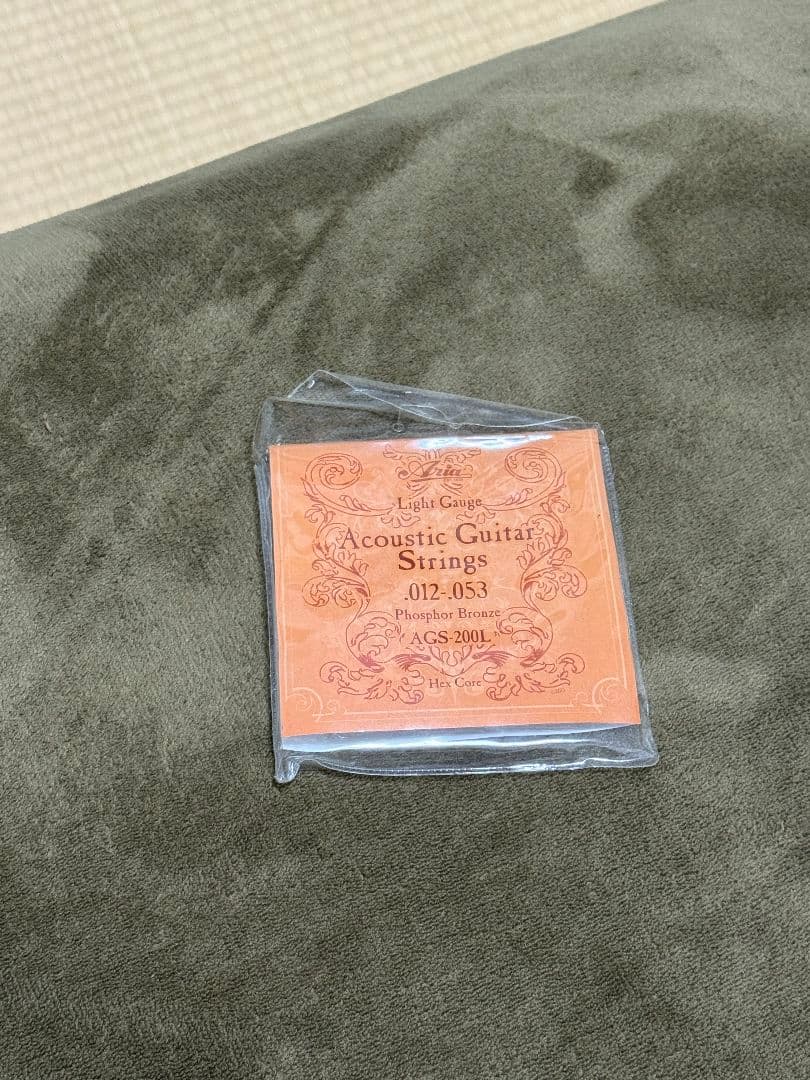 Aria
Light Gauge
Acoustic Guitar
Strings
.012-.053
Phosphor Bronze
AGS-200L
Hex Core